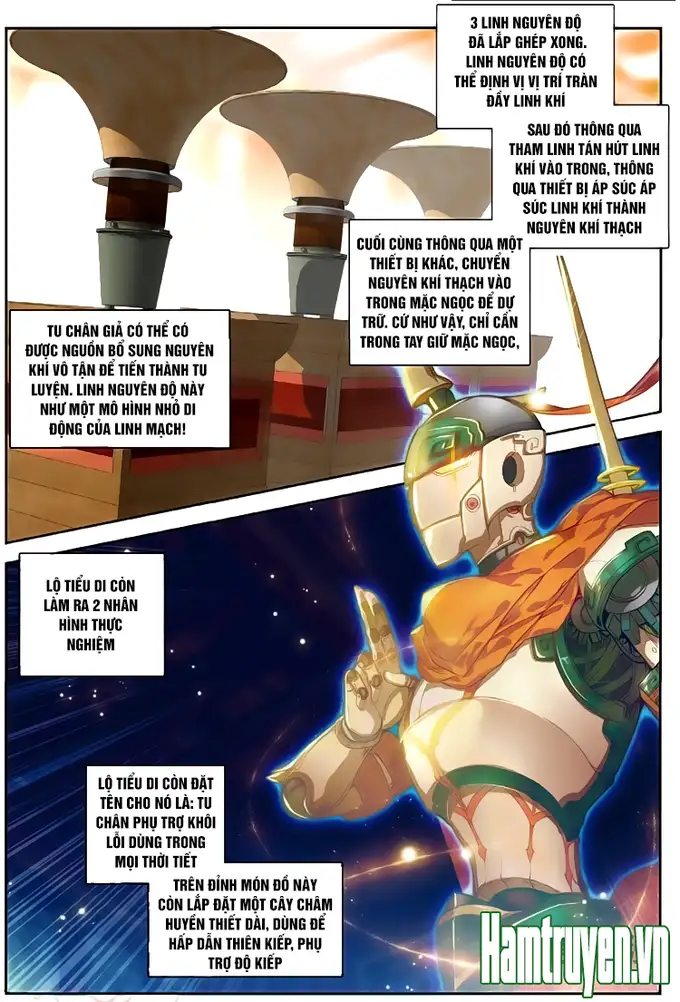 3 LINH NGUYÊN ĐỘ
ĐÃ LẮP GHÉP XONG.
LINH NGUYÊN ĐỘ CÓ
THỂ ĐỊNH VỊ VỊ TRÍ TRÀN
ĐẦY LINH KHÍ
SAU ĐÓ THÔNG QUA
THAM LINH TÁN HÚT LINH
KHÍ VÀO TRONG, THÔNG
QUA THIẾT BỊ ÁP SÚC ÁP
SÚC LINH KHÍ THÀNH
NGUYÊN KHÍ THẠCH
CUỐI CÙNG THÔNG QUA MỘT
THIẾT BỊ KHÁC, CHUYỂN
NGUYÊN KHÍ THẠCH VÀO
TRONG MẶC NGỌC ĐỂ DỰ
TRỮ. CỨ NHƯ VẬY, CHỈ CẦN
TRONG TAY GIỮ MẶC NGỌC,
TU CHÂN GIẢ CÓ THỂ CÓ
ĐƯỢC NGUỒN BỔ SUNG NGUYÊN
KHÍ VÔ TẬN ĐỂ TIẾN THÀNH TU
LUYỆN. LINH NGUYÊN ĐỘ NÀY
NHƯ MỘT MÔ HÌNH NHỎ DI
ĐỘNG CỦA LINH MẠCH!
LỘ TIỂU DI CÒN
LÀM RA 2 NHÂN
HÌNH THỰC
NGHIỆM
LỘ TIỂU DI CÒN ĐẶT
TÊN CHO NÓ LÀ: TU
CHÂN PHỤ TRỢ KHÔI
LỖI DÙNG TRONG
MỌI THỜI TIẾT
TRÊN ĐỈNH MÓN ĐỒ NÀY
CÒN LẮP ĐẶT MỘT CÂY CHÂM
HUYỀN THIẾT DÀI, DÙNG ĐỂ
HẤP DẪN THIÊN KIẾP, PHỤ
TRỢ ĐỘ KIẾP
Hamtruyen.vn